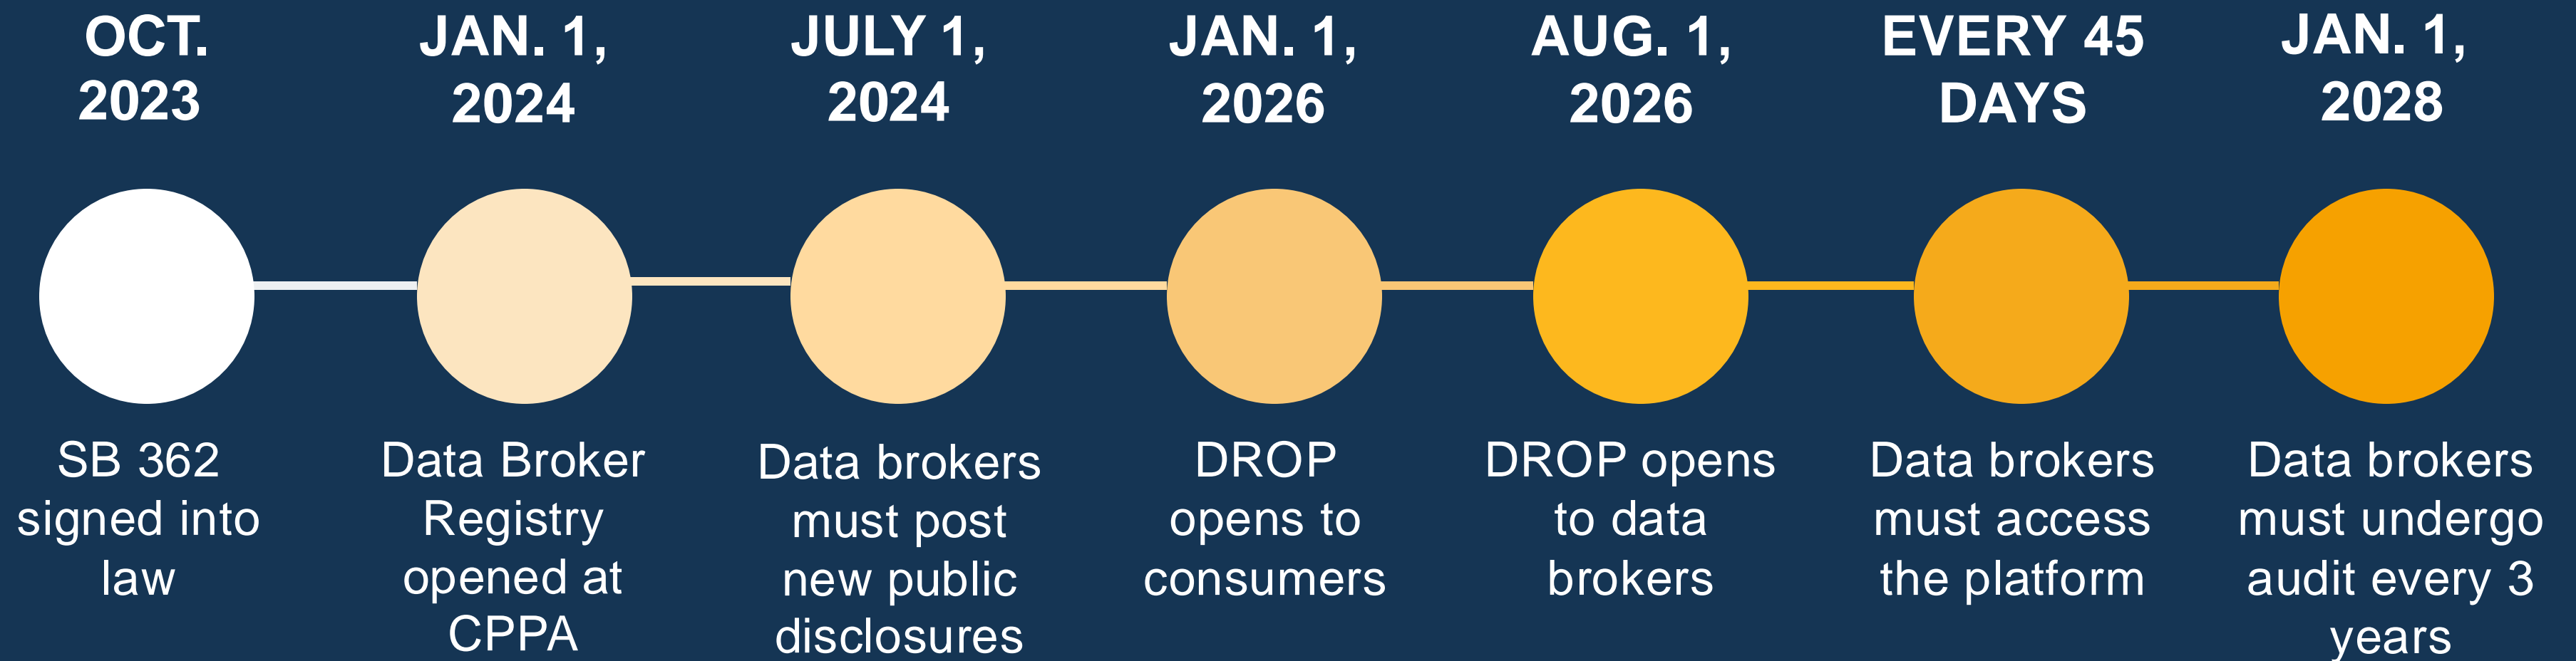 OCT.
2023
JAN. 1,
2024
JULY 1,
2024
JAN. 1,
2026
AUG. 1,
2026
EVERY 45
DAYS
JAN. 1,
2028
SB 362
signed into
law
Data Broker
Registry
opened at
CPPA
Data brokers
must post
new public
disclosures
DROP
opens to
consumers
DROP opens
to data
brokers
Data brokers
must access
the platform
Data brokers
must undergo
audit every 3
years